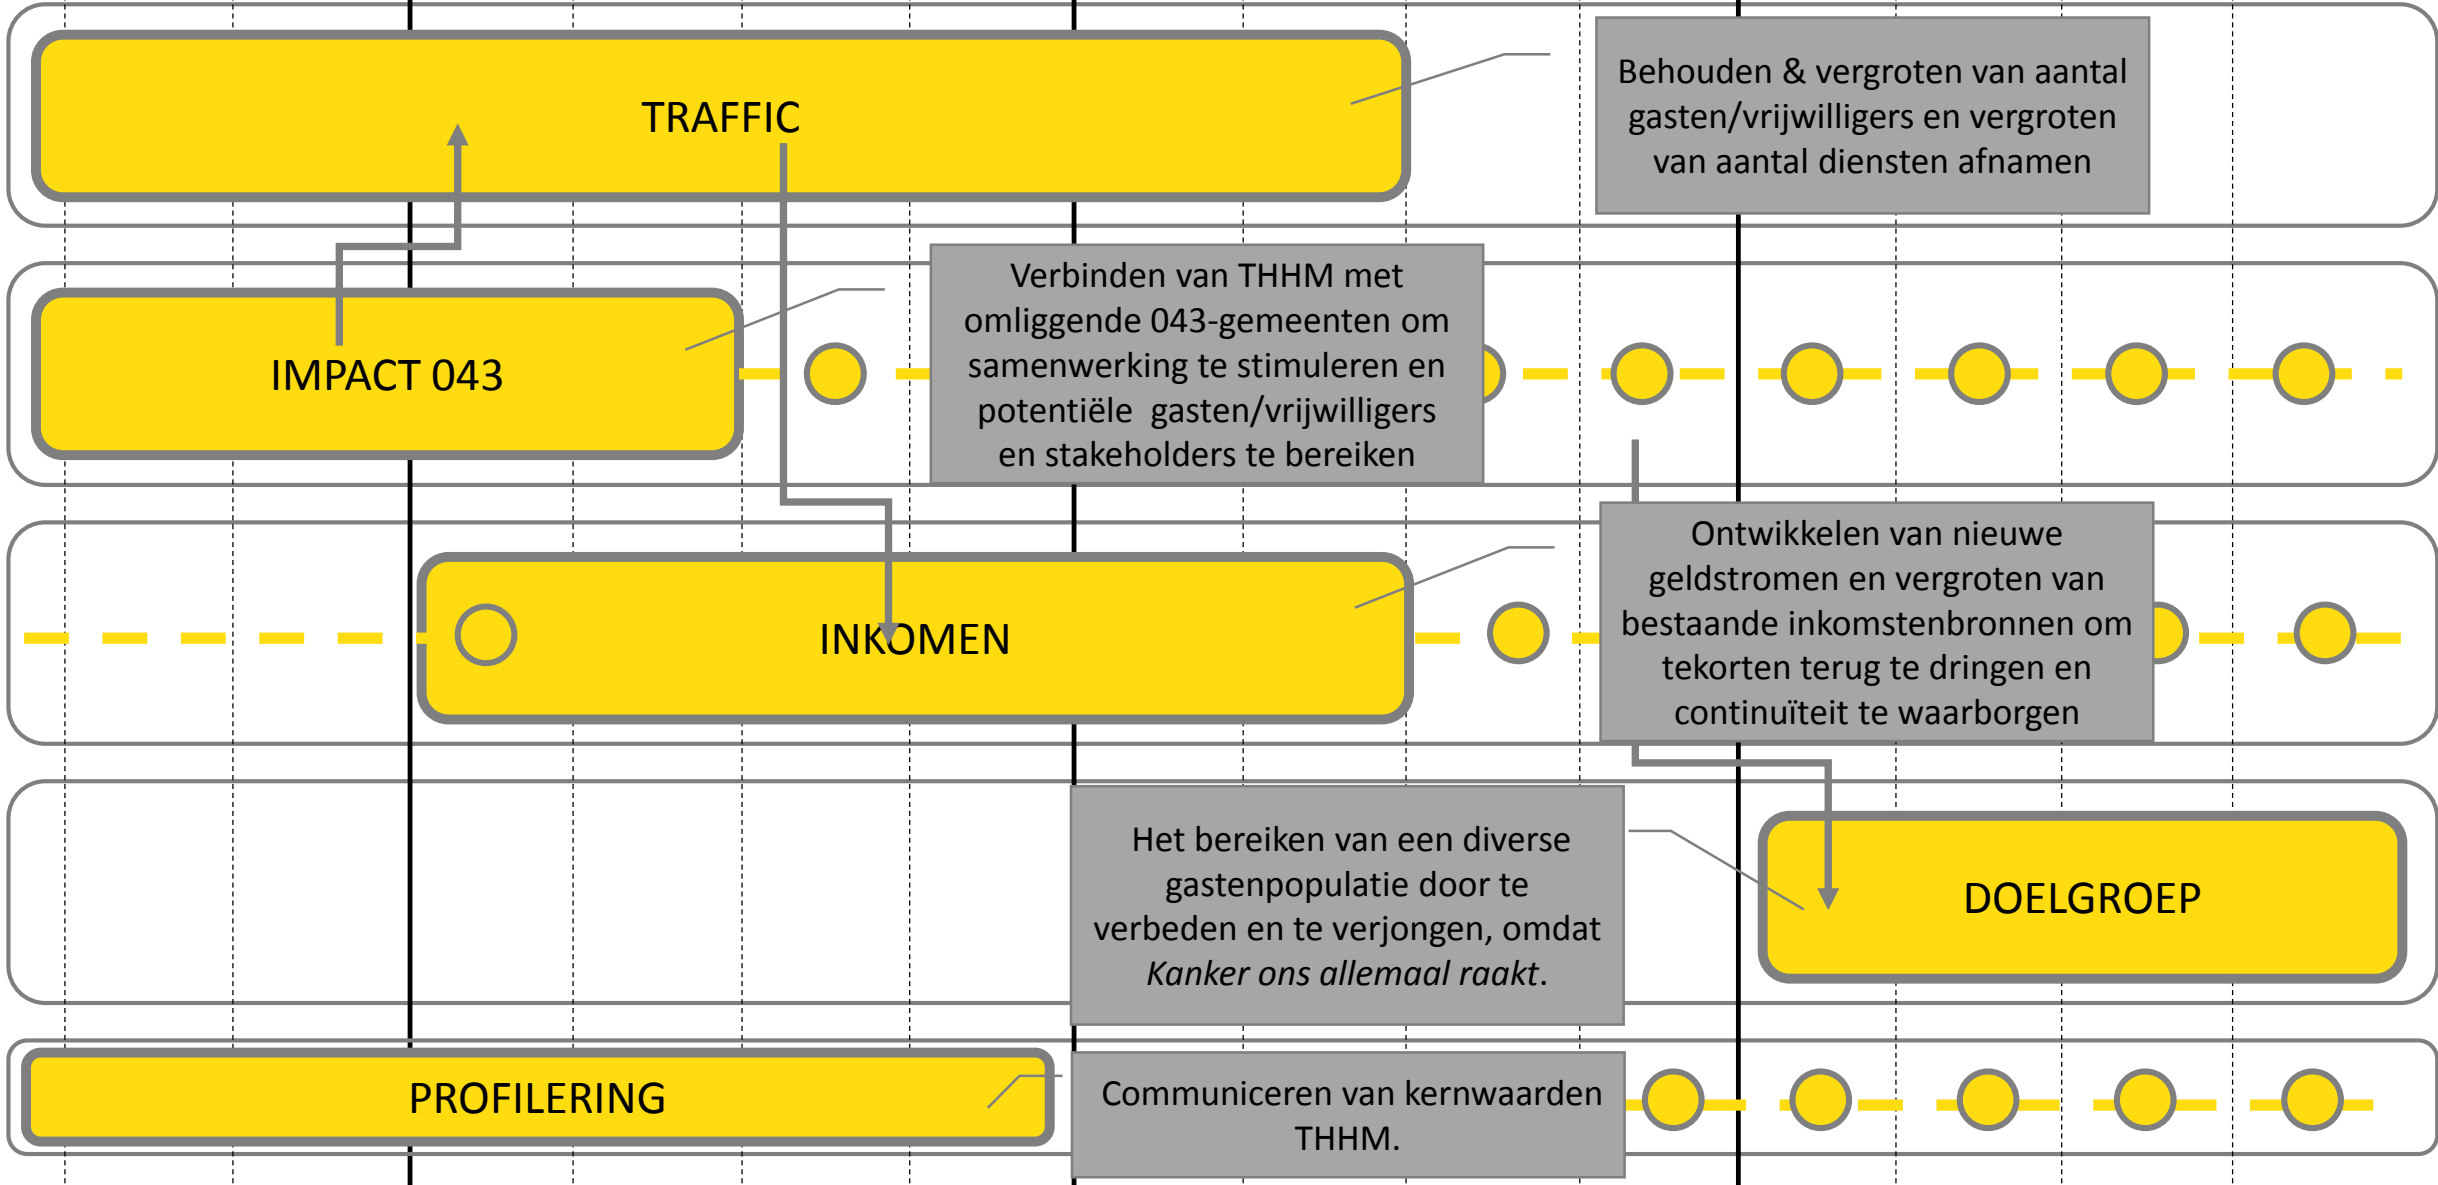 TRAFFIC
Behouden & vergroten van aantal
gasten/vrijwilligers en vergroten
van aantal diensten afnamen
IMPACT 043
Verbinden van THHM met
omliggende 043-gemeenten om
samenwerking te stimuleren en
potentiële  gasten/vrijwilligers
en stakeholders te bereiken
INKOMEN
Ontwikkelen van nieuwe
geldstromen en vergroten van
bestaande inkomstenbronnen om
tekorten terug te dringen en
continuïteit te waarborgen
Het bereiken van een diverse
gastenpopulatie door te
verbeden en te verjongen, omdat
Kanker ons allemaal raakt.
DOELGROEP
PROFILERING
Communiceren van kernwaarden
THHM.